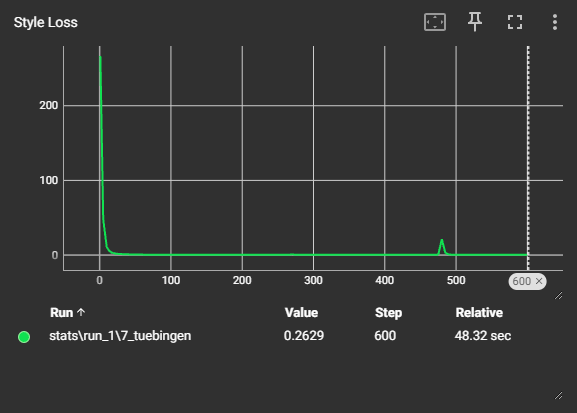 Style Loss
200
100
0
0 100 200 300 400 500 600 ×
Run ↑ Value Step Relative
stats\run_1\7_tuebingen 0.2629 600 48.32 sec